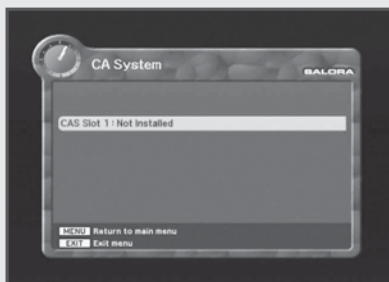 CA System
BALORA
CAS Slot 1 : Not Installed
MENU Return to main menu
EXIT Exit menu